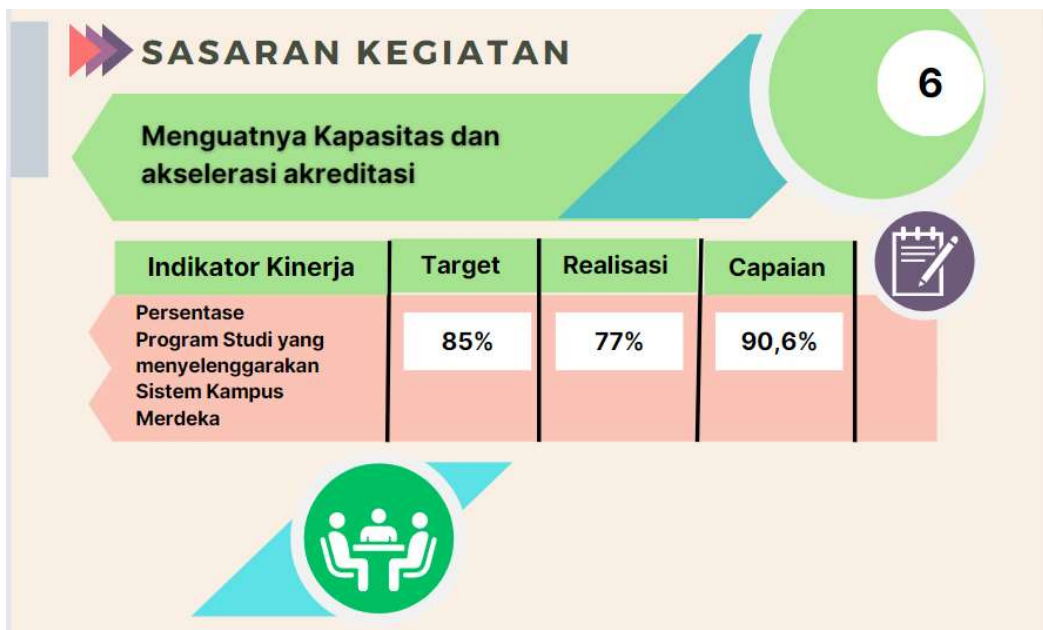 SASARAN KEGIATAN
6
Menguatnya Kapasitas dan
akselerasi akreditasi
Indikator Kinerja Target Realisasi Capaian
Persentase
Program Studi yang
menyelenggarakan
Sistem Kampus
Merdeka
85% 77% 90,6%